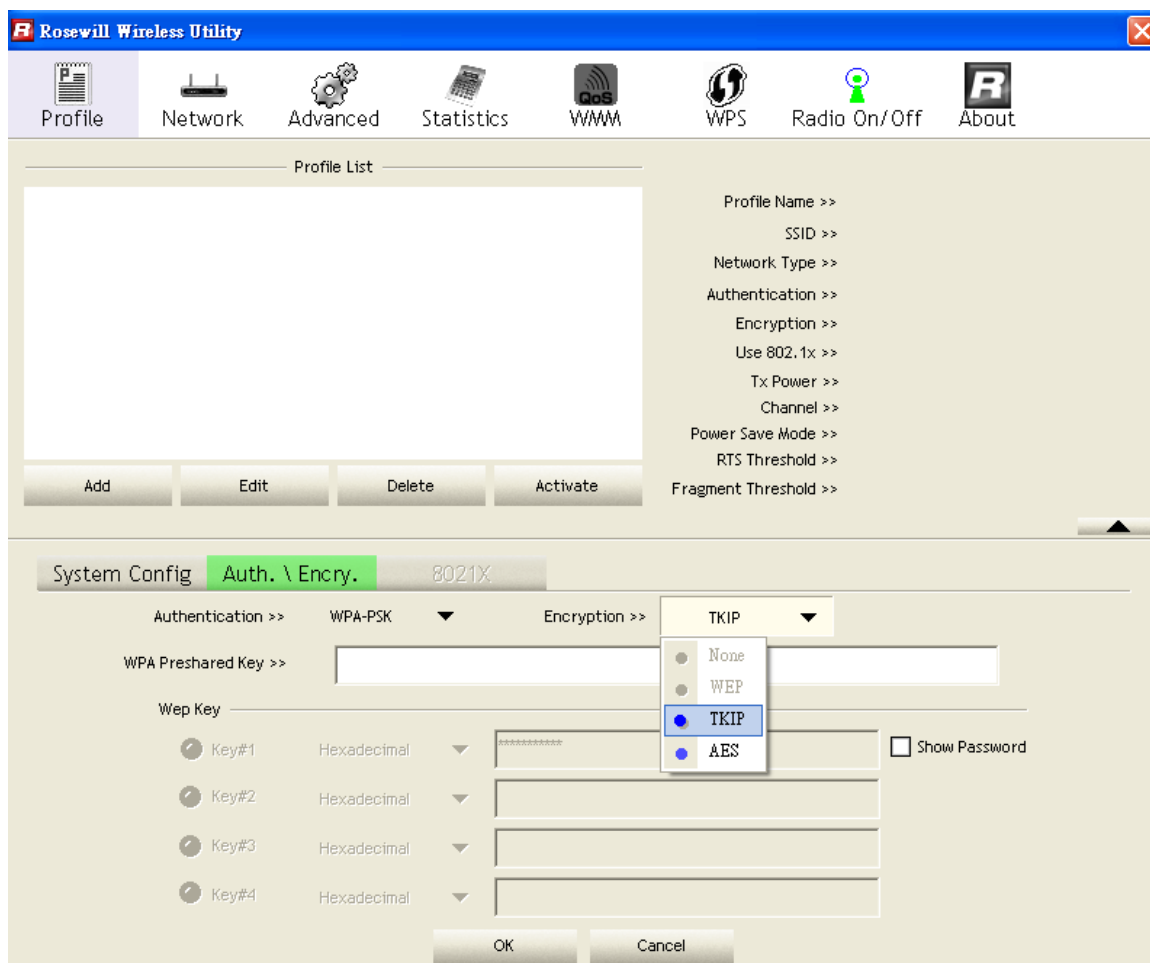 Rosewill Wireless Utility
Profile Network Advanced Statistics QoS WMM WPS Radio On/Off R About
Profile List
Profile Name >>
SSID >>
Network Type >>
Authentication >>
Encryption >>
Use 802.1x >>
Tx Power >>
Channel >>
Power Save Mode >>
RTS Threshold >>
Fragment Threshold >>
Add Edit Delete Activate
System Config Auth. \ Encry. 8021X
Authentication >> WPA-PSK Encryption >> TKIP
None
WEP
TKIP
AES
WPA Preshared Key >>
Wep Key
Key#1 Hexadecimal *********** Show Password
Key#2 Hexadecimal
Key#3 Hexadecimal
Key#4 Hexadecimal
OK Cancel